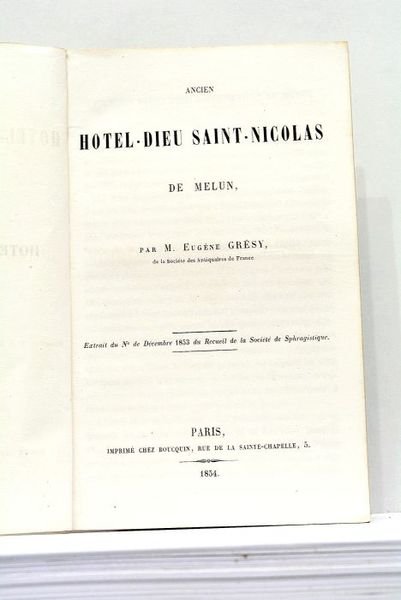 ANCIEN
HOTEL-DIEU SAINT-NICOLAS
DE MELUN,
PAR M. EUGÈNE GRÉSY,
de la Société des Antiquaires de France
Extrait du No de Décembre 1853 du Recueil de la Société de Sphragistique.
PARIS,
IMPRIMÉ CHEZ BOUCQUIN, RUE DE LA SAINTE-CHAPELLE, 5.
1854.